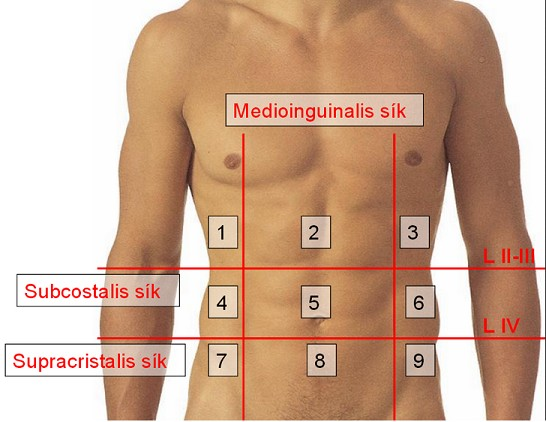 Medioinguinalis sík
1 2 3
L II-III
Subcostalis sík
4 5 6
L IV
Supracristalis sík
7 8 9